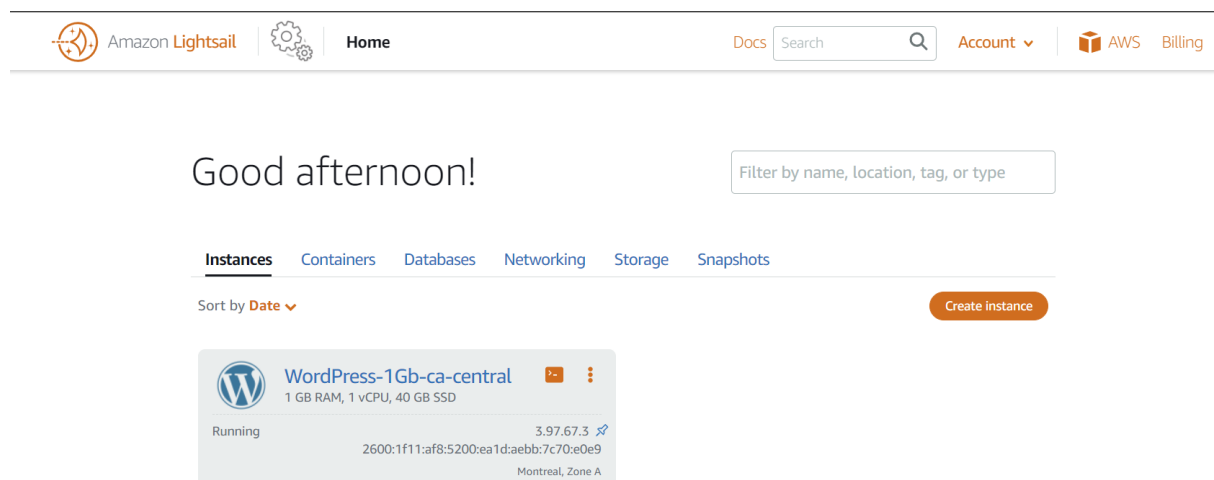 Amazon Lightsail Home Docs Search Account AWS Billing
Good afternoon! Filter by name, location, tag, or type
Instances Containers Databases Networking Storage Snapshots
Sort by Date Create instance
WordPress-1Gb-ca-central
1 GB RAM, 1 vCPU, 40 GB SSD
Running 3.97.67.3
2600:1f11:af8:5200:ea1d:aebb:7c70:e0e9
Montreal, Zone A